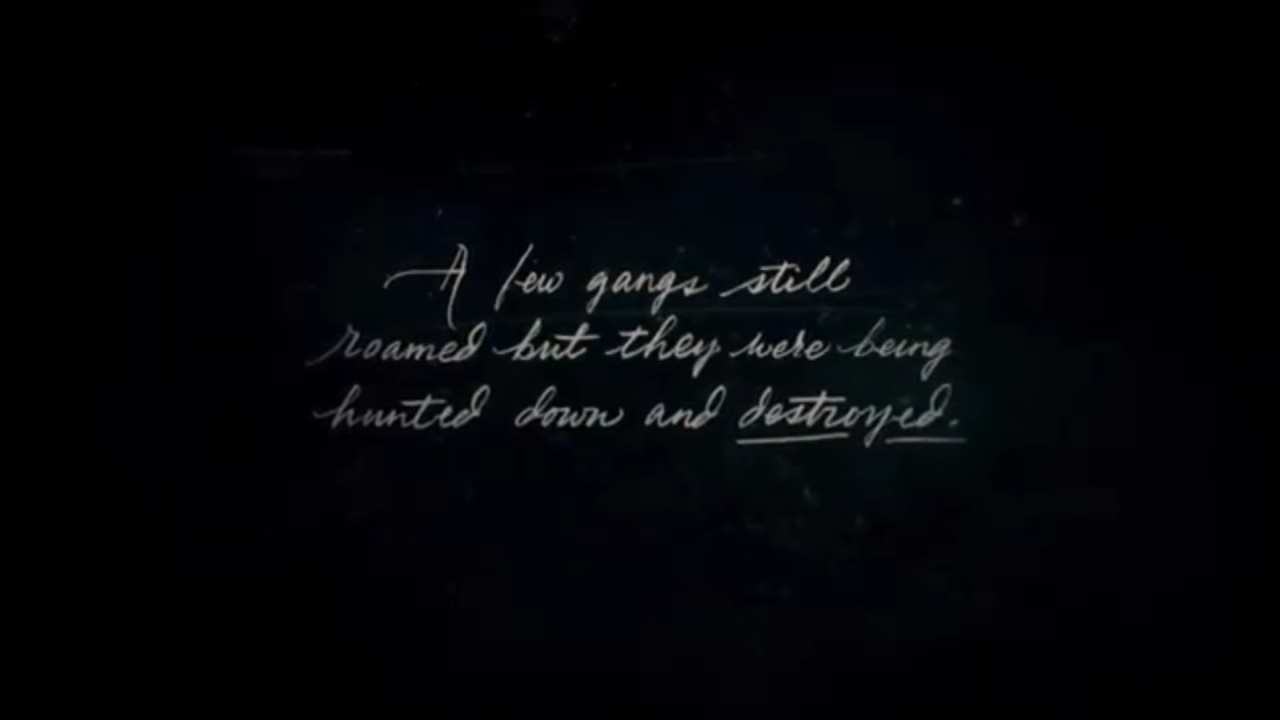 A few gangs still
roamed but they were being
hunted down and destroyed.